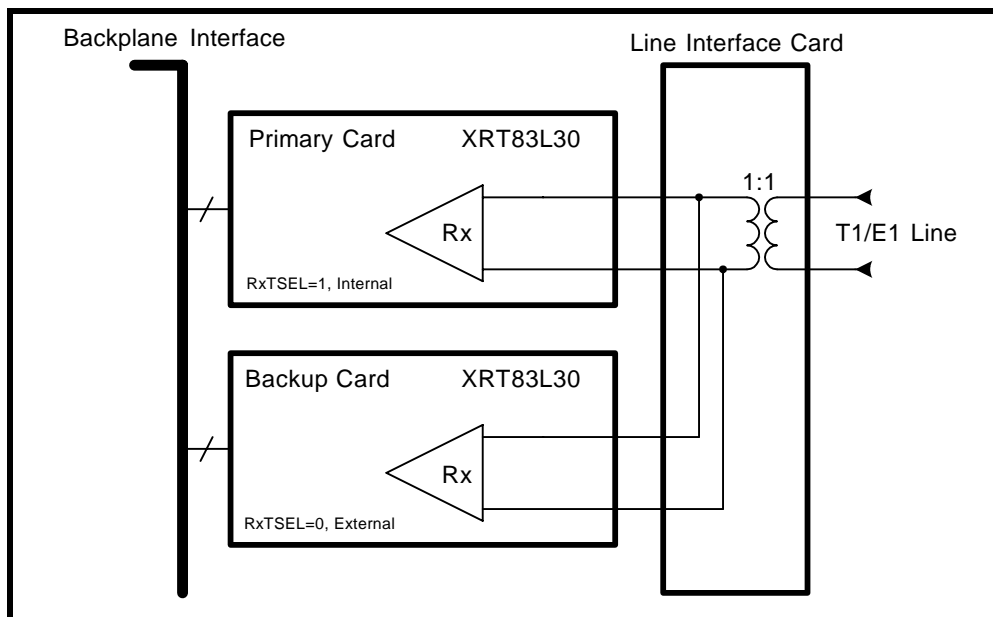 Backplane Interface
Line Interface Card
Primary Card XRT83L30
1:1
Rx
T1/E1 Line
RxTSEL=1, Internal
Backup Card XRT83L30
Rx
RxTSEL=0, External